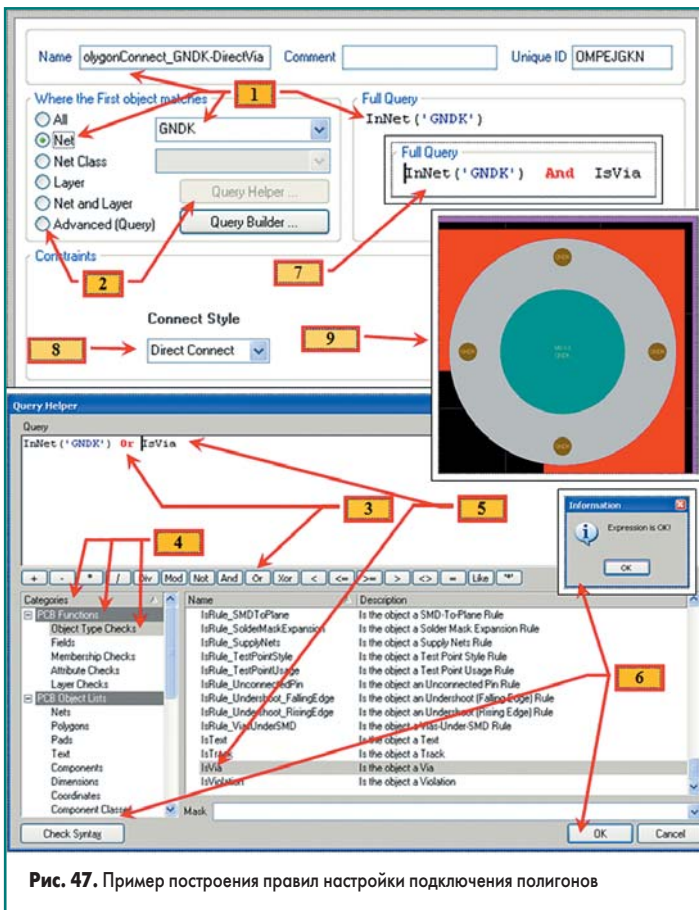 Name olygonConnect_GNDK-DirectVia Comment Unique ID OMPEJGKN
Where the First object matches
1
All
Net
Net Class
Layer
Net and Layer
Advanced (Query)
GNDK
Query Helper ...
Query Builder ...
2
Full Query
InNet('GNDK')
Full Query
InNet('GNDK') And IsVia
7
Constraints
Connect Style
8
Direct Connect
9
GNDK
GNDK
GNDK
GNDK
GNDK
Query Helper
Query
InNet('GNDK') Or IsVia
3
5
4
Information
Expression is OK!
OK
6
+ - * / Div Mod Not And Or Xor < <= >= > <> = Like '*'
Categories
PCB Functions
Object Type Checks
Fields
Membership Checks
Attribute Checks
Layer Checks
PCB Object Lists
Nets
Polygons
Pads
Text
Components
Dimensions
Coordinates
Component Classes
Name Description
IsRule_SMDToPlane Is the object a SMD-To-Plane Rule
IsRule_SolderMaskExpansion Is the object a Solder Mask Expansion Rule
IsRule_SupplyNets Is the object a Supply Nets Rule
IsRule_TestPointStyle Is the object a Test Point Style Rule
IsRule_TestPointUsage Is the object a Test Point Usage Rule
IsRule_UnconnectedPin Is the object an Unconnected Pin Rule
IsRule_Undershoot_FallingEdge Is the object an Undershoot (Falling Edge) Rule
IsRule_Undershoot_RisingEdge Is the object an Undershoot (Rising Edge) Rule
IsRule_ViasUnderSMD Is the object a Vias-Under-SMD Rule
IsText Is the object a Text
IsTrack Is the object a Track
IsVia Is the object a Via
IsViolation Is the object a Violation
Mask
Check Syntax OK Cancel
Рис. 47. Пример построения правил настройки подключения полигонов